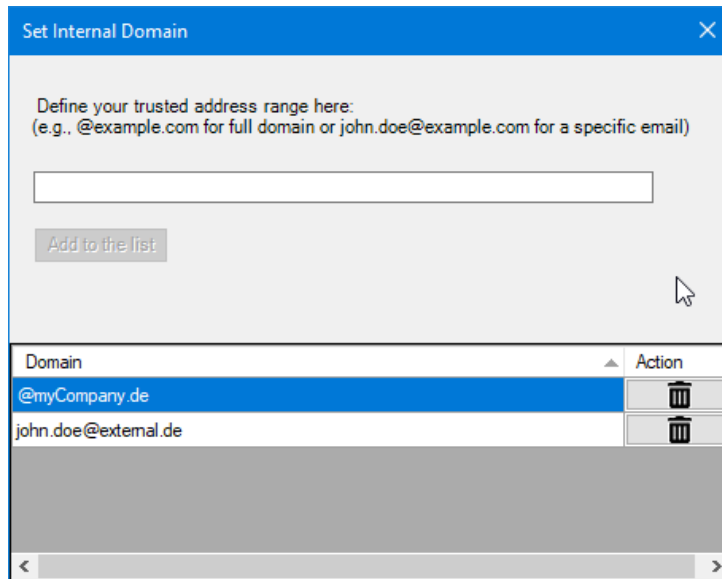 Set Internal Domain
Define your trusted address range here:
(e.g., @example.com for full domain or john.doe@example.com for a specific email)
Add to the list
Domain Action
@myCompany.de
john.doe@external.de